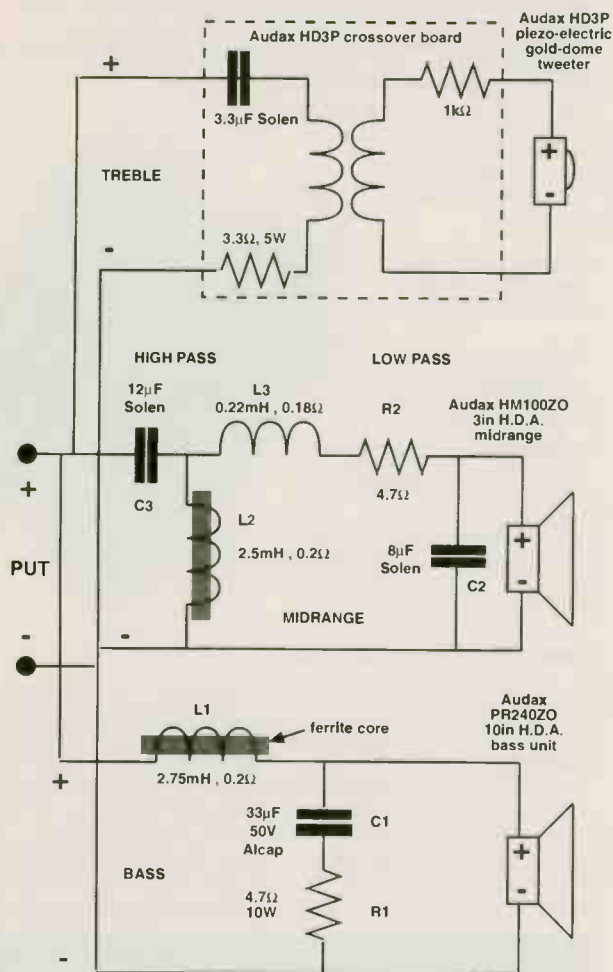 Audax HD3P crossover board
Audax HD3P
piezo-electric
gold-dome
tweeter
+
3.3µF Solen
1kΩ
+
-
TREBLE
3.3Ω, 5W
-
HIGH PASS
LOW PASS
12µF
Solen
L3
0.22mH , 0.18Ω
R2
Audax HM100ZO
3in H.D.A.
midrange
C3
4.7Ω
+
L2
2.5mH , 0.2Ω
8µF
Solen
C2
+
-
PUT
MIDRANGE
-
-
L1
ferrite core
Audax
PR240ZO
10in H.D.A.
bass unit
+
2.75mH , 0.2Ω
33µF
50V
Alcap
C1
+
-
BASS
4.7Ω
10W
R1
-